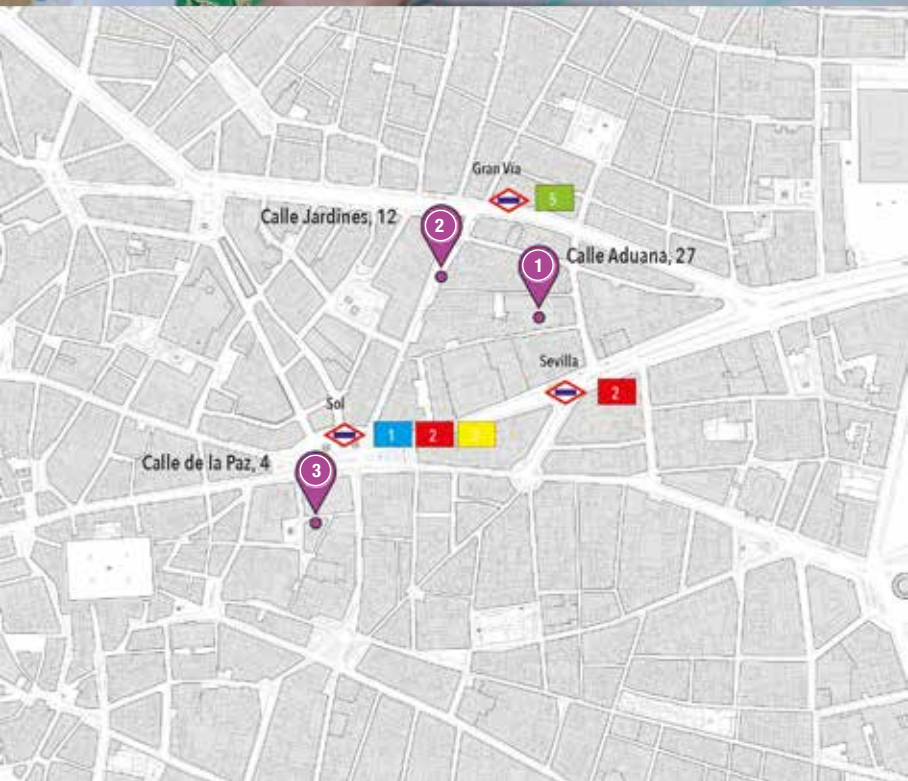 Gran Vía
5
Calle Jardines, 12
2
1
Calle Aduana, 27
Sevilla
2
Sol
1 2 3
Calle de la Paz, 4
3